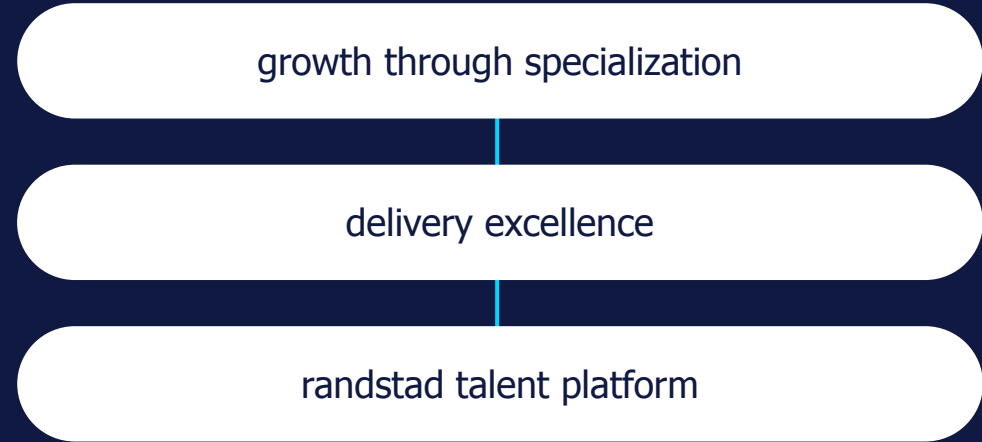 growth through specialization
delivery excellence
randstad talent platform